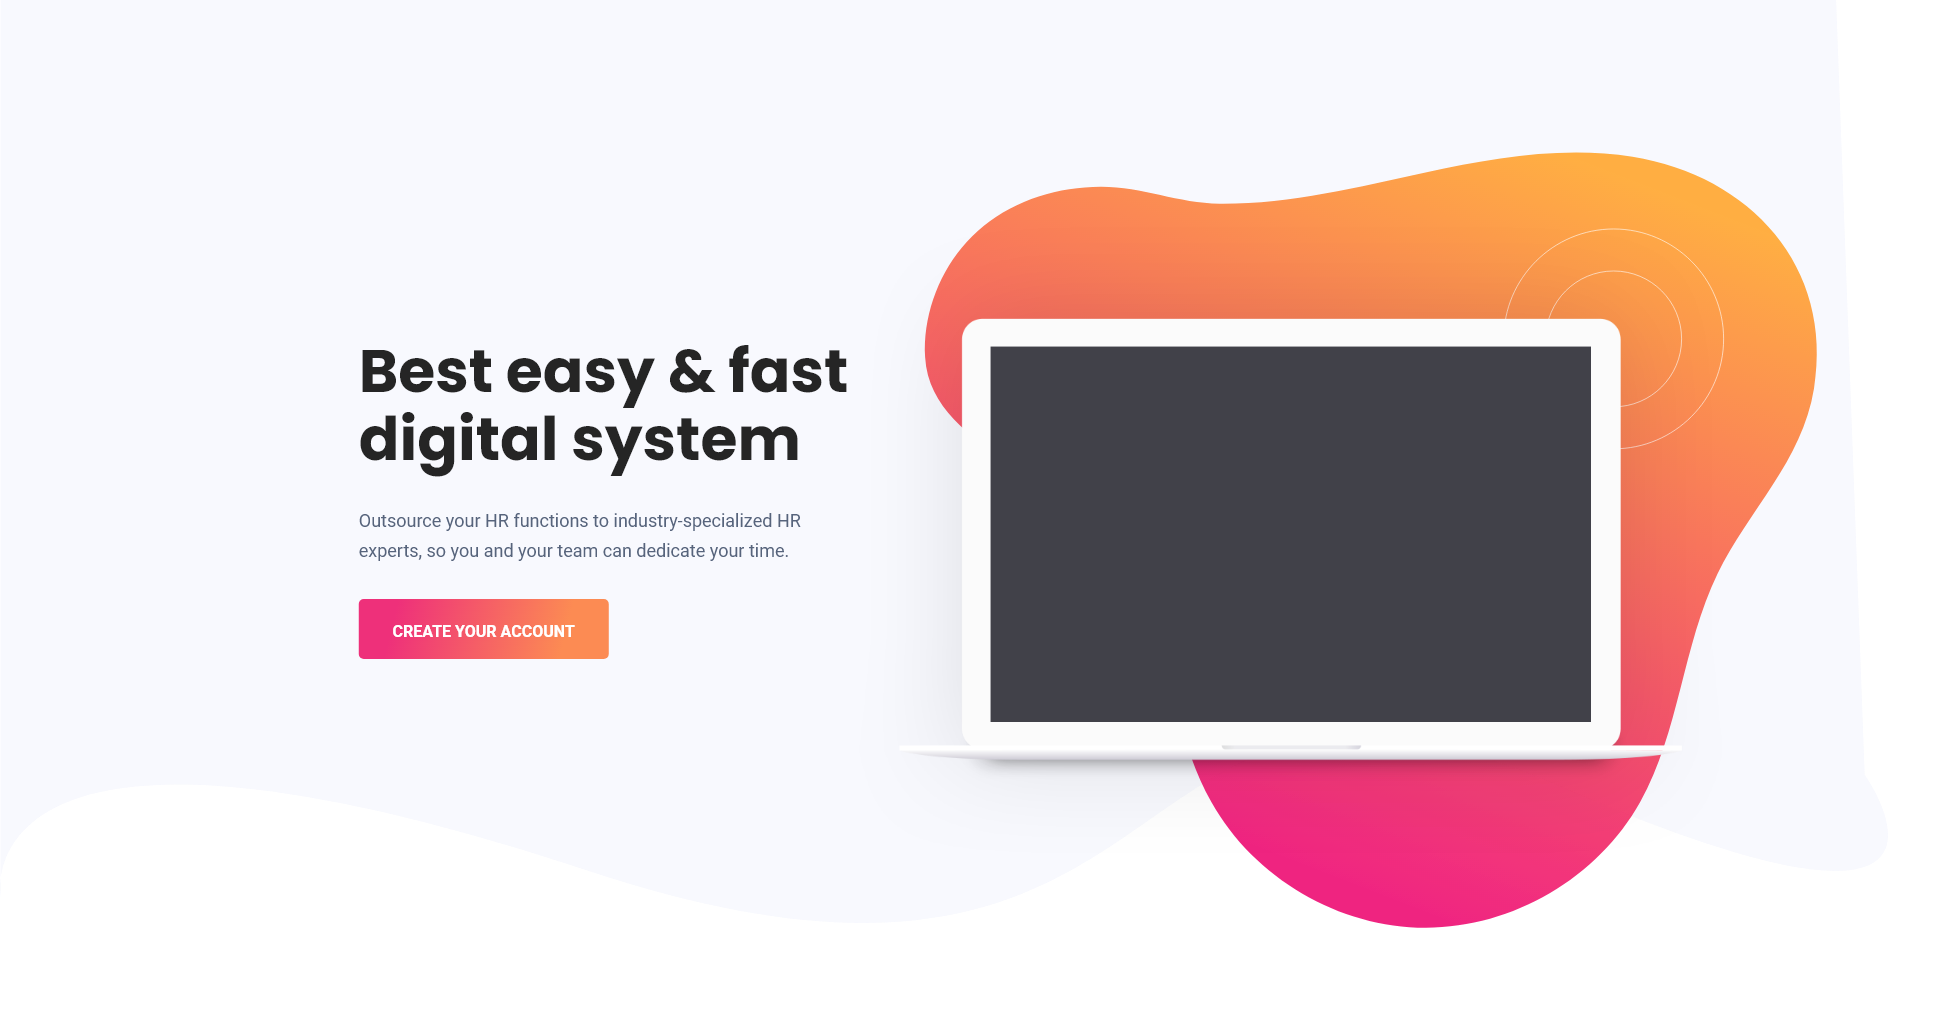 Best easy & fast
digital system
Outsource your HR functions to industry-specialized HR
experts, so you and your team can dedicate your time.
CREATE YOUR ACCOUNT